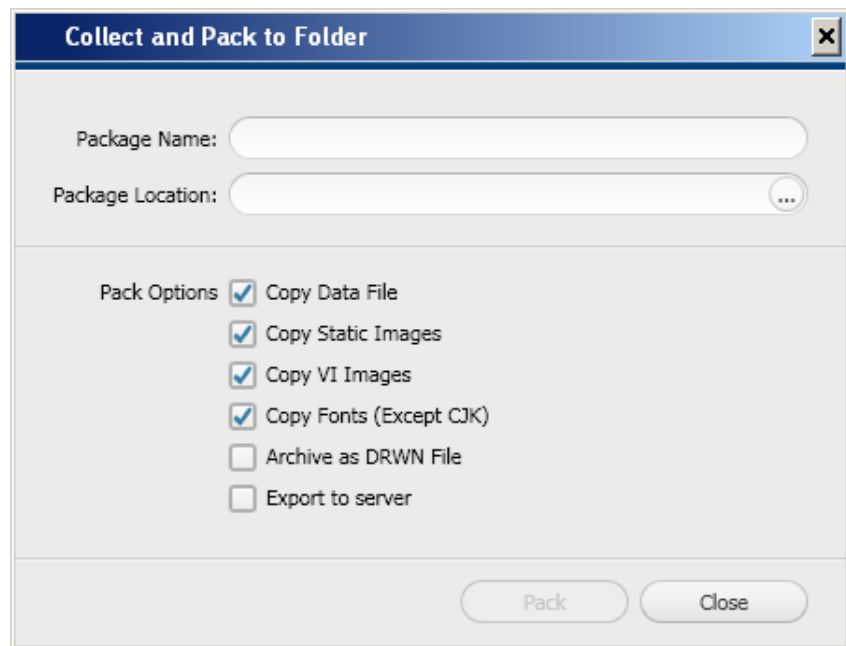 Collect and Pack to Folder
Package Name:
Package Location:
...
Pack Options Copy Data File
Copy Static Images
Copy VI Images
Copy Fonts (Except CJK)
Archive as DRWN File
Export to server
Pack Close